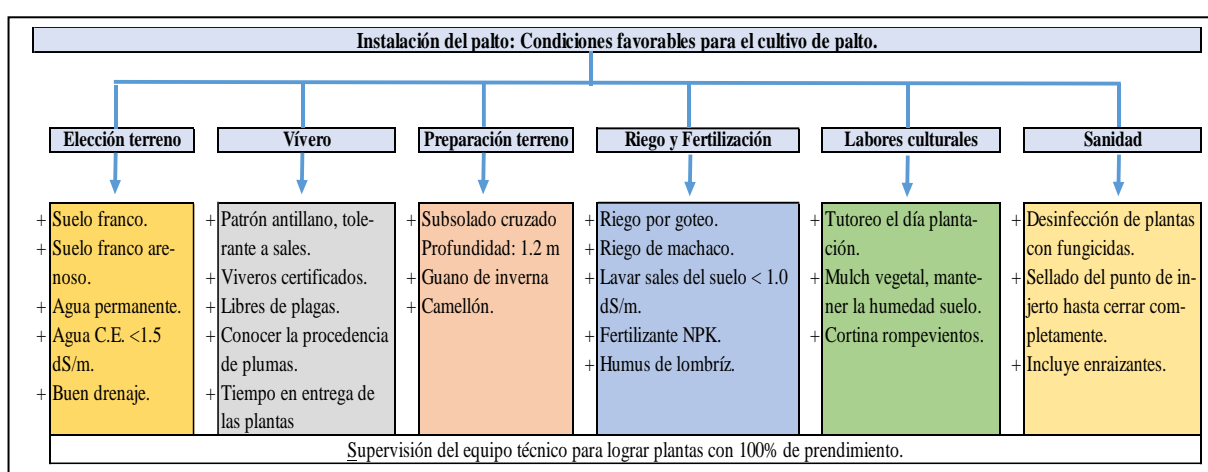 Instalación del palto: Condiciones favorables para el cultivo de palto.
Elección terreno
+ Suelo franco.
+ Suelo franco are-
noso.
+ Agua permanente.
+ Agua C.E. <1.5
dS/m.
+ Buen drenaje.
Vívero
+ Patrón antillano, tole-
rante a sales.
+ Viveros certificados.
+ Libres de plagas.
+ Conocer la procedencia
de plumas.
+ Tiempo en entrega de
las plantas
Preparación terreno
+ Subsolado cruzado
Profundidad: 1.2 m
+ Guano de inverna
+ Camellón.
Riego y Fertilización
+ Riego por goteo.
+ Riego de machaco.
+ Lavar sales del suelo < 1.0
dS/m.
+ Fertilizante NPK.
+ Humus de lombríz.
Labores culturales
+ Tutoreo el día planta-
ción.
+ Mulch vegetal, mante-
ner la humedad suelo.
+ Cortina rompevientos.
Sanidad
+ Desinfección de plantas
con fungicidas.
+ Sellado del punto de in-
jerto hasta cerrar com-
pletamente.
+ Incluye enraizantes.
Supervisión del equipo técnico para lograr plantas con 100% de prendimiento.